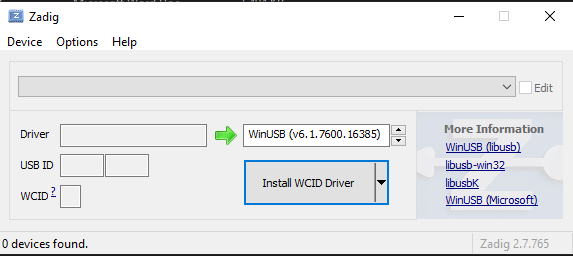 Zadig
Device Options Help
Edit
Driver
WinUSB (v6.1.7600.16385)
USB ID
WCID ?
Install WCID Driver
More Information
WinUSB (libusb)
libusb-win32
libusbK
WinUSB (Microsoft)
0 devices found.
Zadig 2.7.765